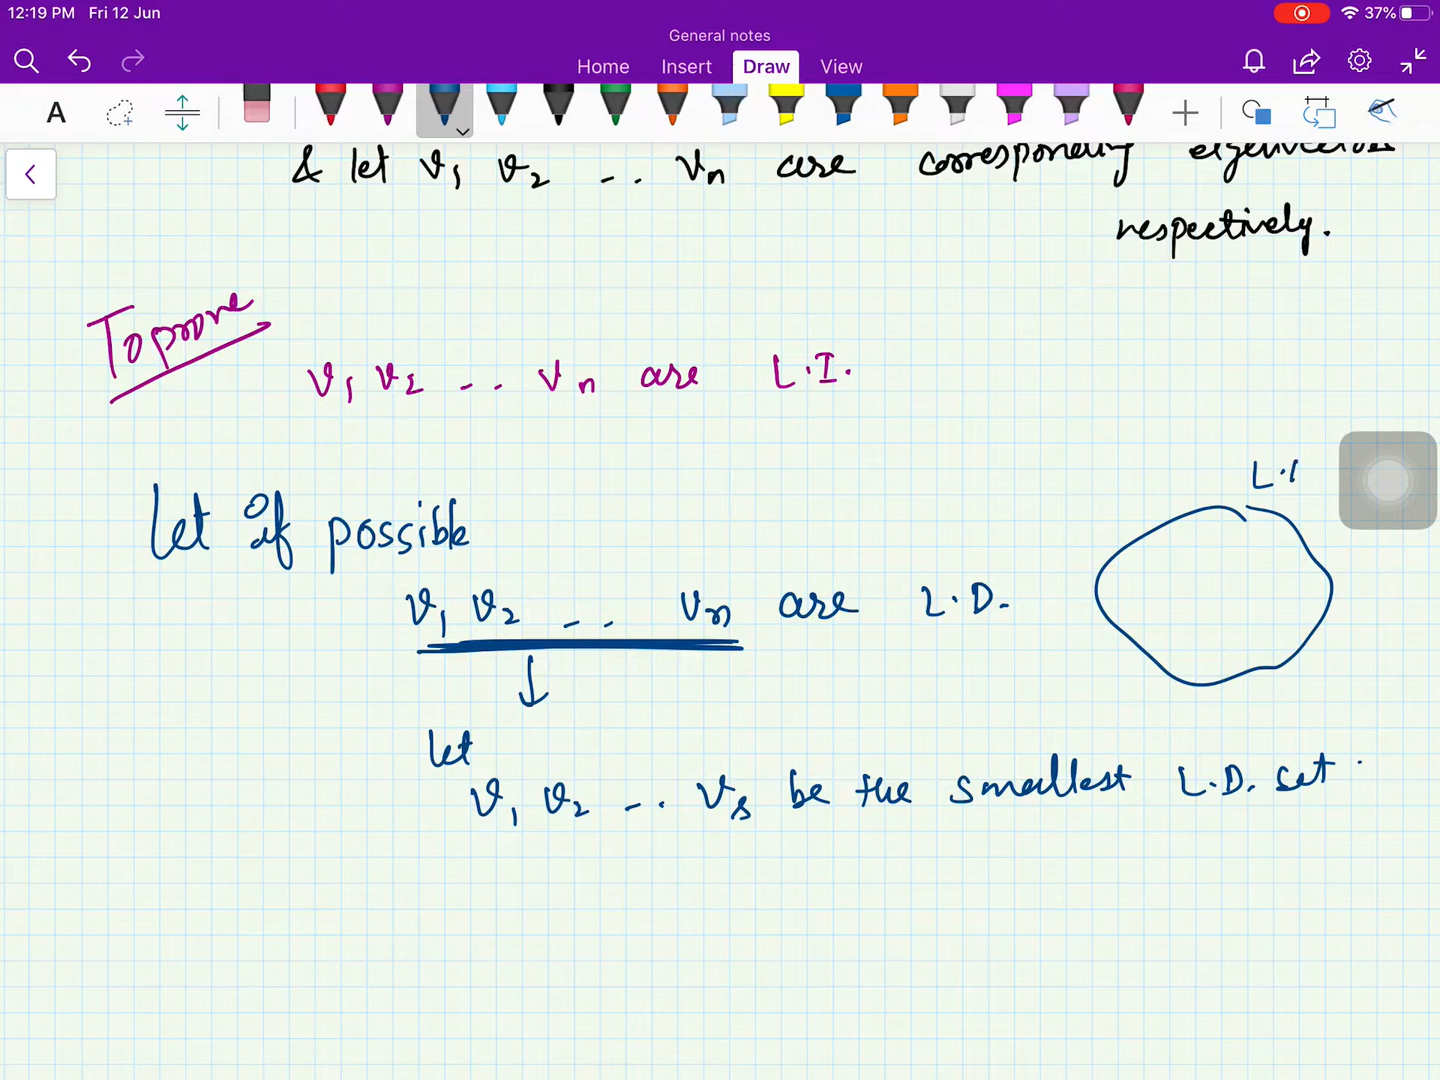 12:19 PM Fri 12 Jun
37%
General notes
Home Insert Draw View
A
& let v₁ v₂ .. vn are corresponding eigenvectors
respectively.
To prove
v₁ v₂ .. vn are L.I.
L.I
Let if possible
v₁ v₂ .. vn are L.D.
let
v₁ v₂ .. vs be the smallest L.D. set.